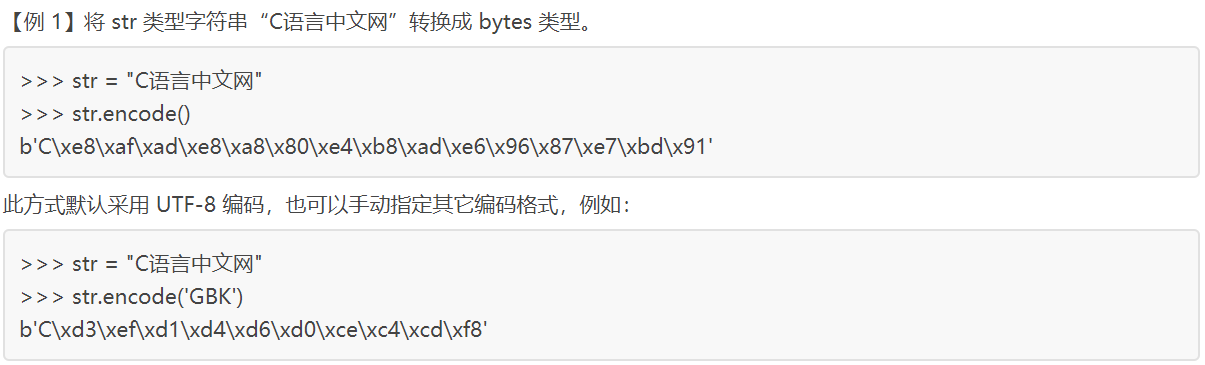 【例 1】将 str 类型字符串“C语言中文网”转换成 bytes 类型。
>>> str = "C语言中文网"
>>> str.encode()
b'C\xe8\xaf\xad\xe8\xa8\x80\xe4\xb8\xad\xe6\x96\x87\xe7\xbd\x91'
此方式默认采用 UTF-8 编码，也可以手动指定其它编码格式，例如：
>>> str = "C语言中文网"
>>> str.encode('GBK')
b'C\xd3\xef\xd1\xd4\xd6\xd0\xce\xc4\xcd\xf8'